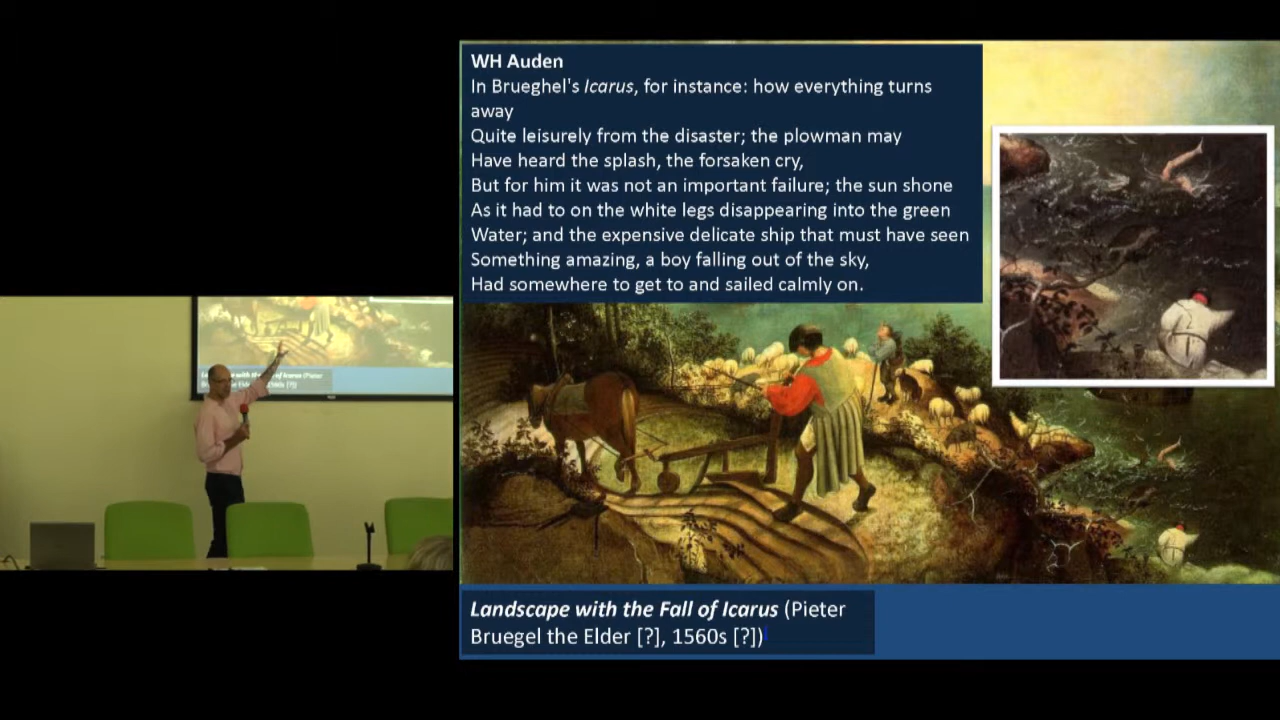 WH Auden
In Brueghel's Icarus, for instance: how everything turns
away
Quite leisurely from the disaster; the plowman may
Have heard the splash, the forsaken cry,
But for him it was not an important failure; the sun shone
As it had to on the white legs disappearing into the green
Water; and the expensive delicate ship that must have seen
Something amazing, a boy falling out of the sky,
Had somewhere to get to and sailed calmly on.
Landscape with the Fall of Icarus (Pieter
Bruegel the Elder [?], 1560s [?])